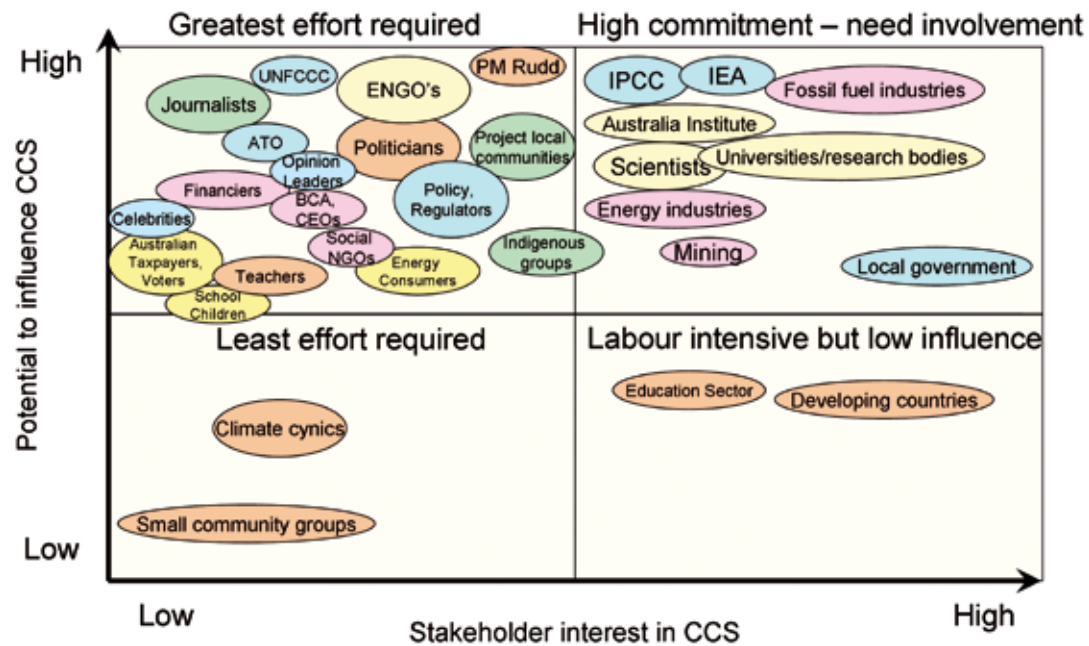 Greatest effort required
High commitment – need involvement
High
Potential to influence CCS
Low
UNFCCC
ENGO's
PM Rudd
Journalists
ATO
Politicians
Project local
communities
Opinion
Leaders
Financiers
Policy,
Regulators
BCA,
CEOs
Celebrities
Social
NGOs
Indigenous
groups
Australian
Taxpayers,
Voters
Teachers
Energy
Consumers
School
Children
IPCC
IEA
Fossil fuel industries
Australia Institute
Scientists
Universities/research bodies
Energy industries
Mining
Local government
Least effort required
Labour intensive but low influence
Climate cynics
Small community groups
Education Sector
Developing countries
Low
High
Stakeholder interest in CCS